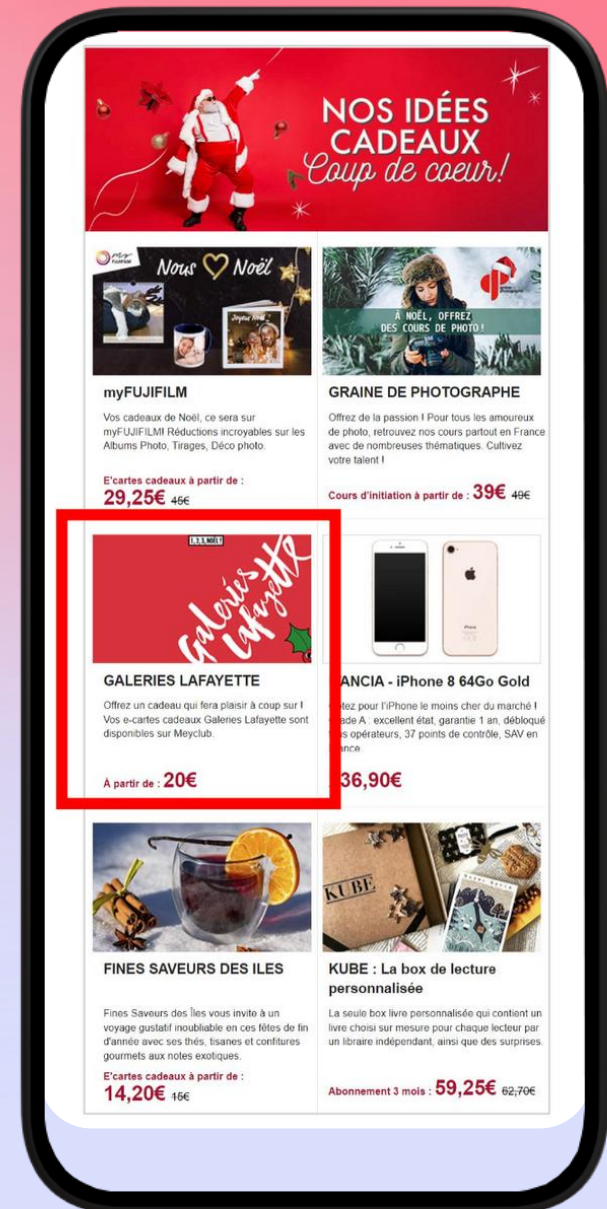 NOS IDÉES
CADEAUX
Coup de coeur!
my
FUJIFILM
Nous Noël
Joyeux Noël
myFUJIFILM
Vos cadeaux de Noël, ce sera sur
myFUJIFILM! Réductions incroyables sur les
Albums Photo, Tirages, Déco photo.
E'cartes cadeaux à partir de :
29,25€ 45€
À NOËL, OFFREZ
DES COURS DE PHOTO !
GRAINE DE PHOTOGRAPHE
Offrez de la passion ! Pour tous les amoureux
de photo, retrouvez nos cours partout en France
avec de nombreuses thématiques. Cultivez
votre talent !
Cours d'initiation à partir de : 39€ 49€
1, 2, 3, NOËL !
Galeries
Lafayette
GALERIES LAFAYETTE
Offrez un cadeau qui fera plaisir à coup sur !
Vos e-cartes cadeaux Galeries Lafayette sont
disponibles sur Meyclub.
À partir de : 20€
iPhone
ANCIA - iPhone 8 64Go Gold
tez pour l'iPhone le moins cher du marché !
ade A : excellent état, garantie 1 an, débloqué
s opérateurs, 37 points de contrôle, SAV en
ance.
36,90€
FINES SAVEURS DES ILES
Fines Saveurs des Îles vous invite à un
voyage gustatif inoubliable en ces fêtes de fin
d'année avec ses thés, tisanes et confitures
gourmets aux notes exotiques.
E'cartes cadeaux à partir de :
14,20€ 15€
KUBE
KUBE : La box de lecture
personnalisée
La seule box livre personnalisée qui contient un
livre choisi sur mesure pour chaque lecteur par
un libraire indépendant, ainsi que des surprises.
Abonnement 3 mois : 59,25€ 62,70€